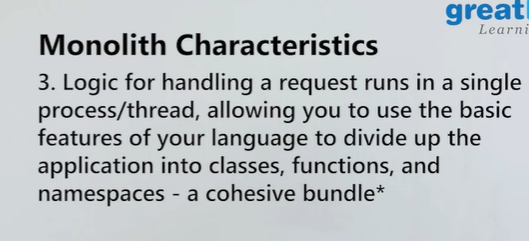 great
Learni
Monolith Characteristics
3. Logic for handling a request runs in a single
process/thread, allowing you to use the basic
features of your language to divide up the
application into classes, functions, and
namespaces - a cohesive bundle*